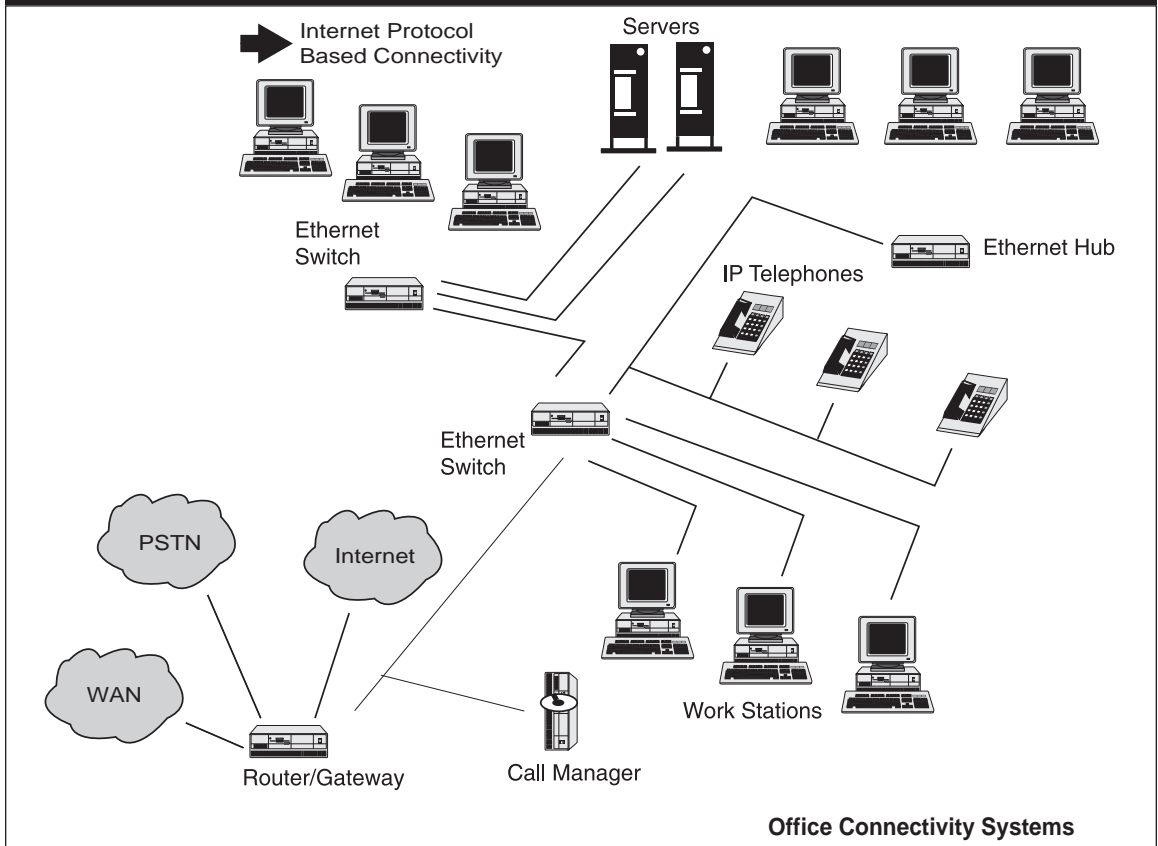 Internet Protocol
Based Connectivity
Servers
Ethernet
Switch
Ethernet Hub
IP Telephones
Ethernet
Switch
PSTN
Internet
WAN
Work Stations
Router/Gateway
Call Manager
Office Connectivity Systems